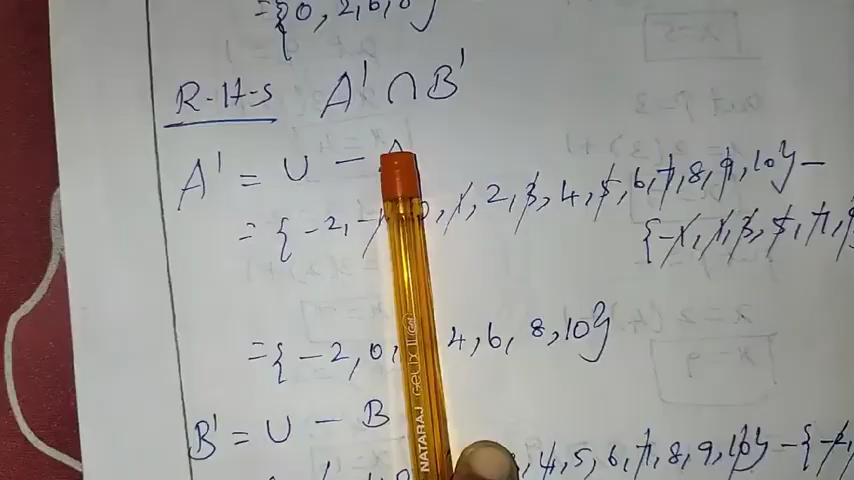 ={0, 2, 6, 8}
R-H-S A' ∩ B'
A' = U - A
= {-2, -1, 0, 1, 2, 3, 4, 5, 6, 7, 8, 9, 10} -
{-1, 1, 3, 5, 7, 9
= {-2, 0, 4, 6, 8, 10}
B' = U - B
4, 5, 6, 7, 8, 9, 10} - {-2,
NATARAJ GELIX